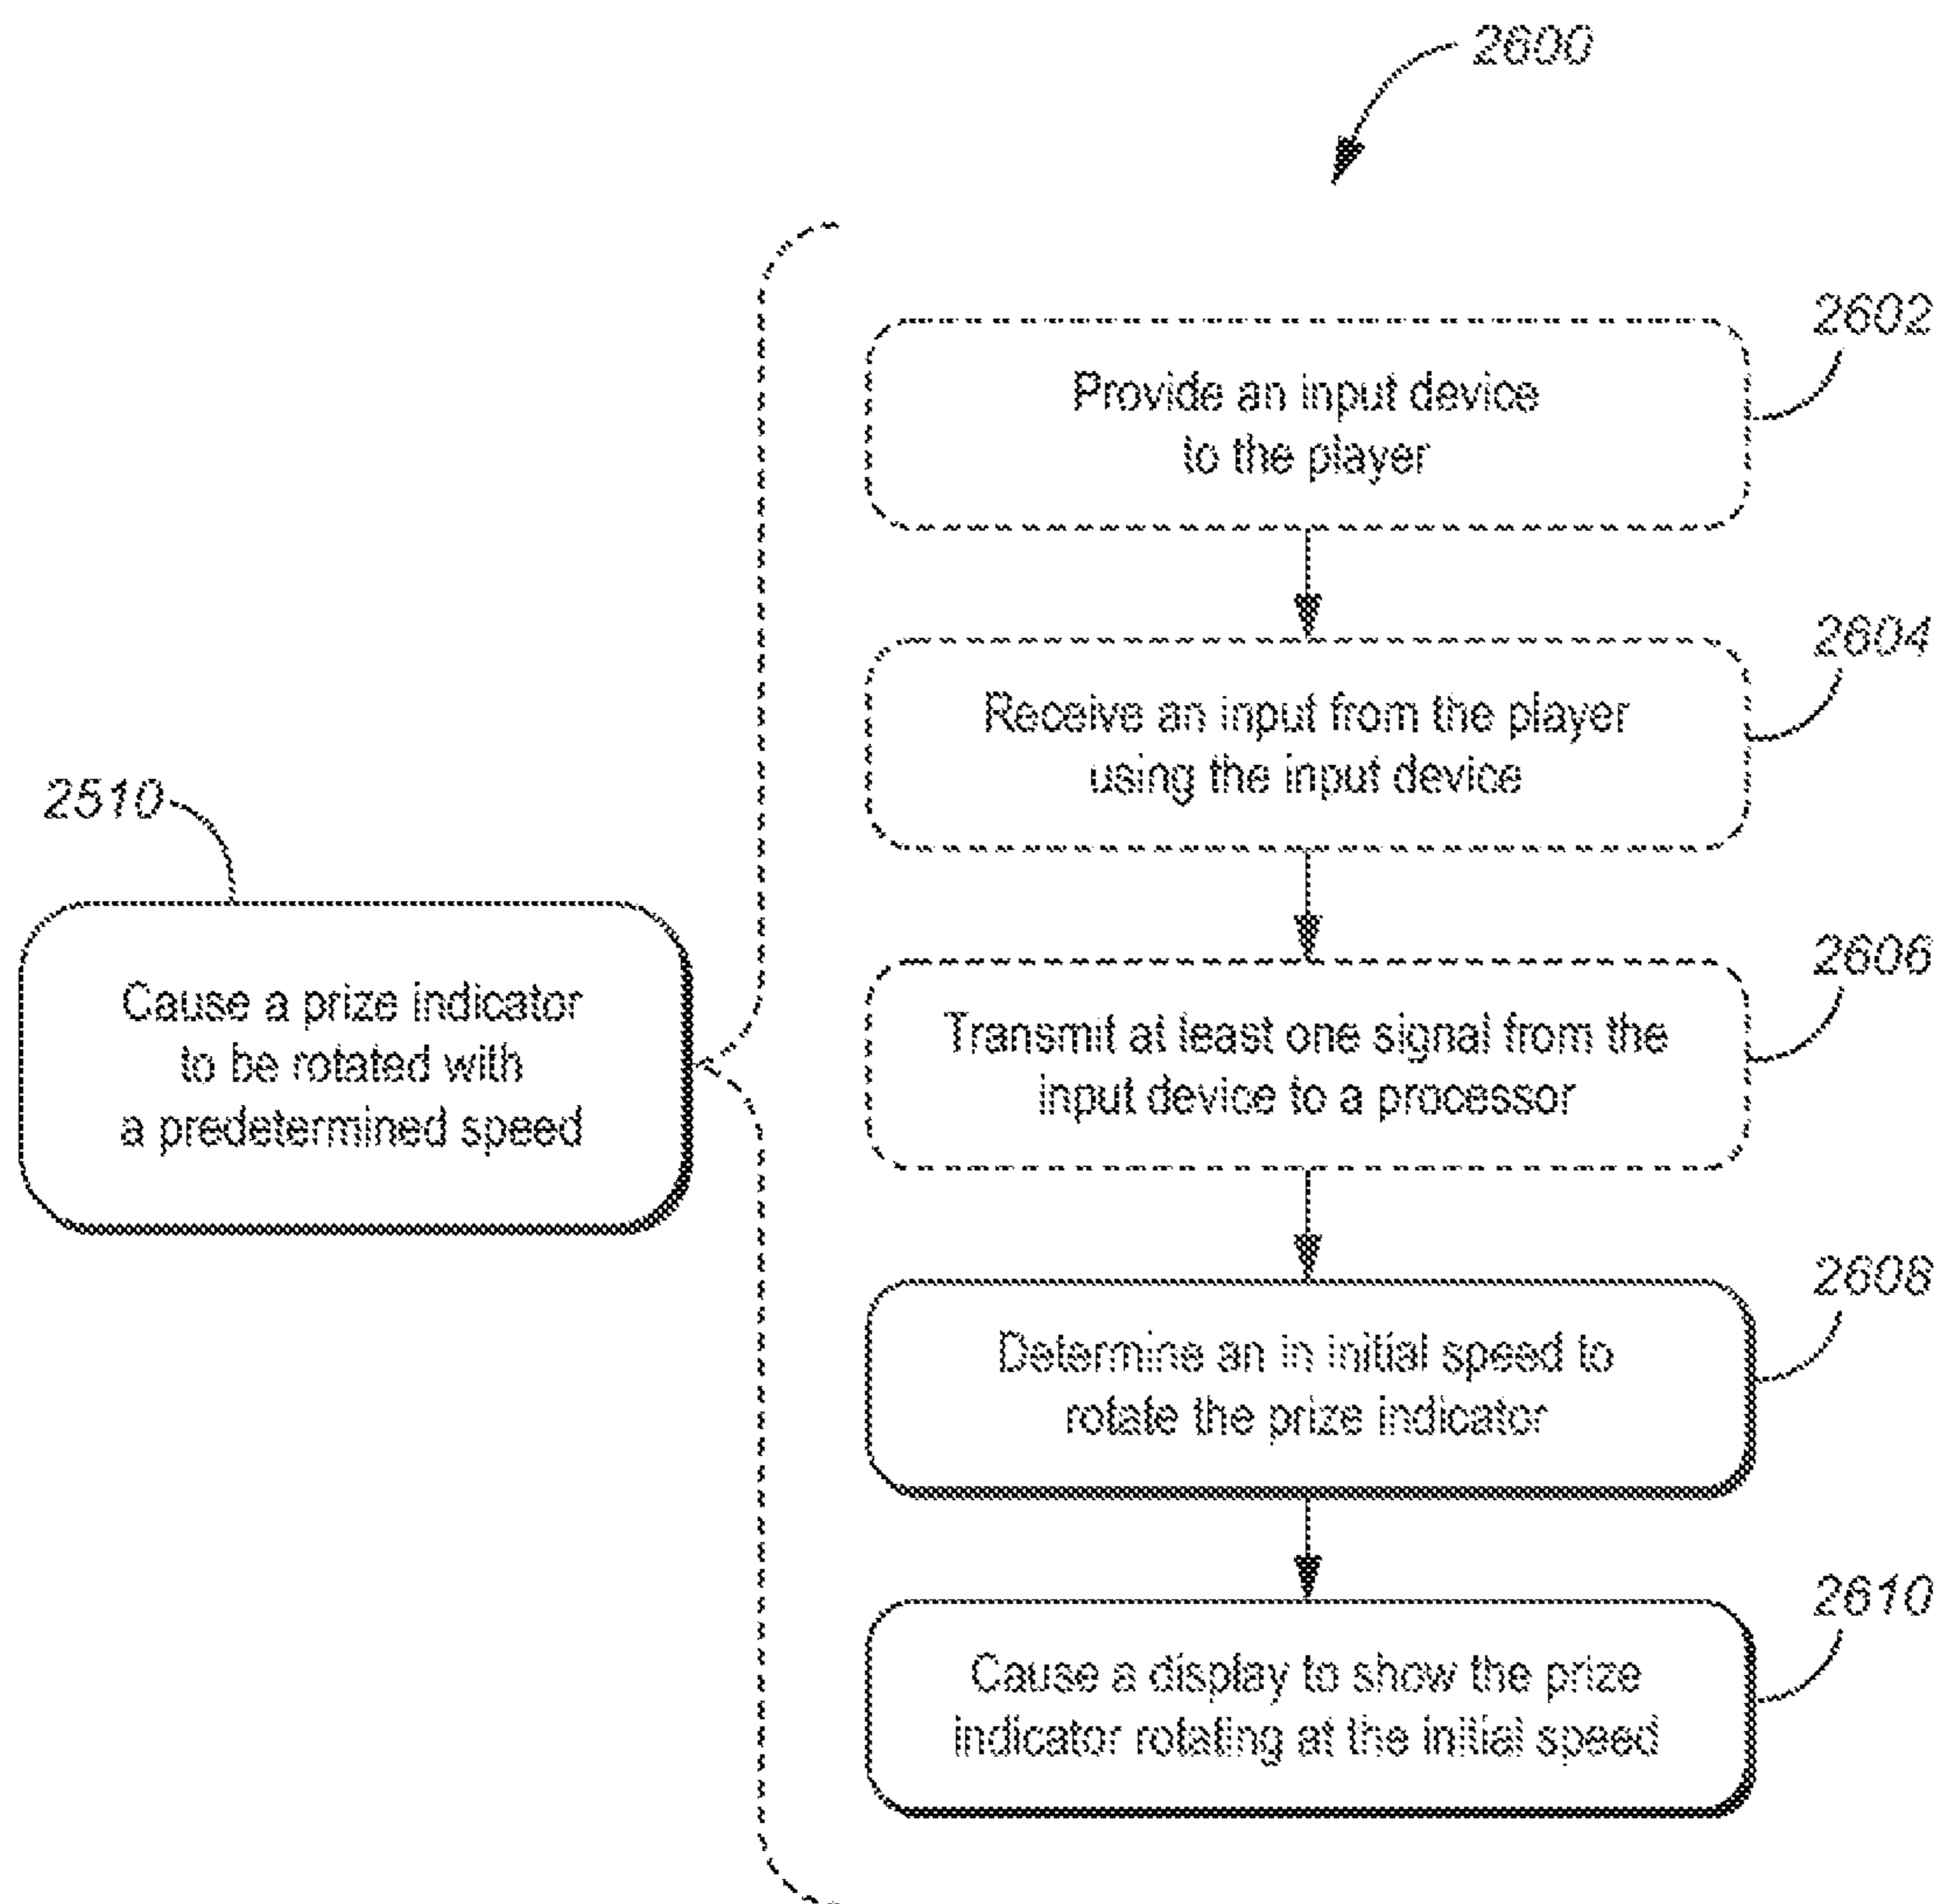 2600
2602
Provide an input device
to the player
2604
Receive an input from the player
using the input device
2510
2606
Cause a prize indicator
to be rotated with
a predetermined speed
Transmit at least one signal from the
input device to a processor
2608
Determine an in initial speed to
rotate the prize indicator
2610
Cause a display to show the prize
indicator rotating at the initial speed